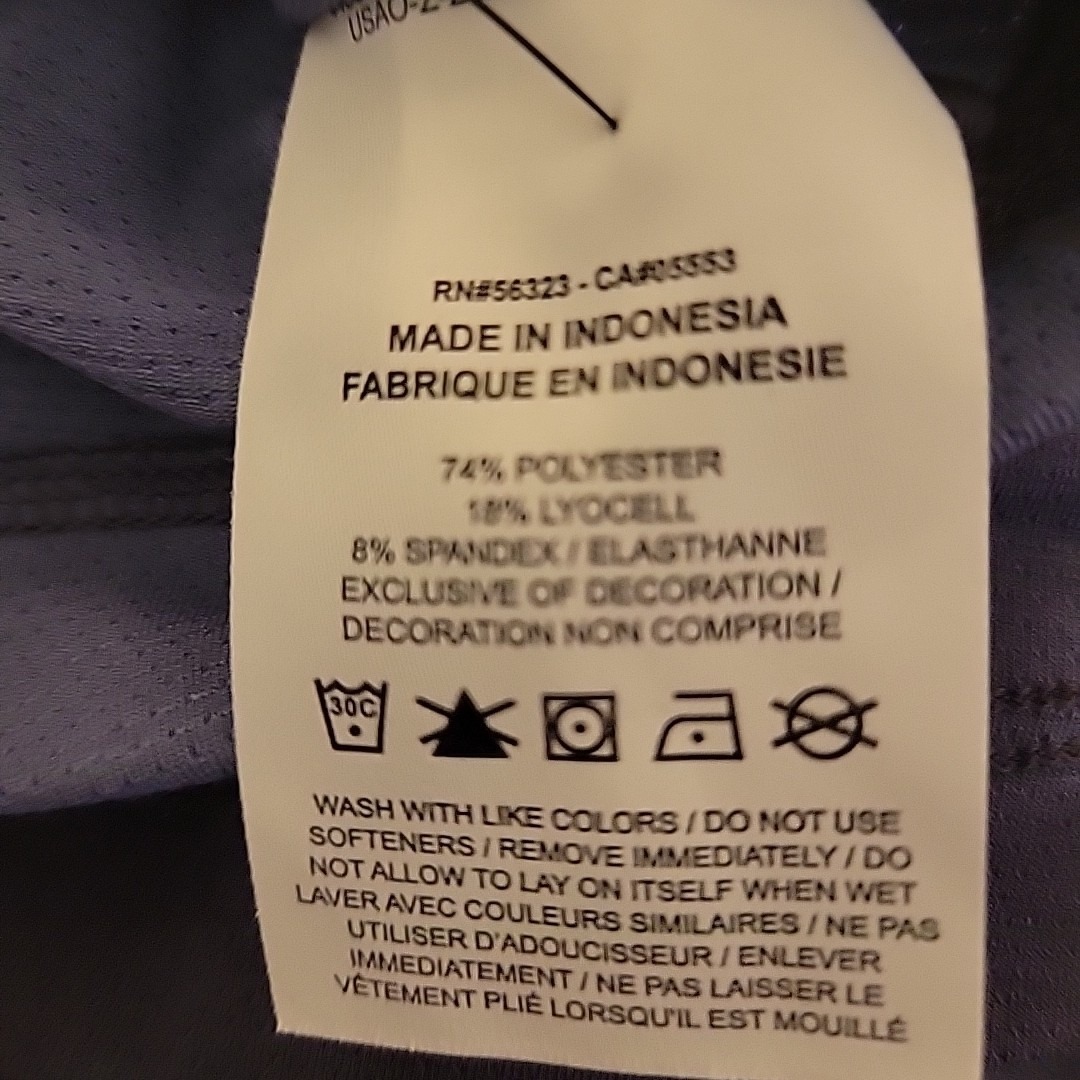 RN#56323 - CA#05553
MADE IN INDONESIA
FABRIQUE EN INDONESIE
74% POLYESTER
18% LYOCELL
8% SPANDEX / ELASTHANNE
EXCLUSIVE OF DECORATION /
DECORATION NON COMPRISE
30C
WASH WITH LIKE COLORS / DO NOT USE
SOFTENERS / REMOVE IMMEDIATELY / DO
NOT ALLOW TO LAY ON ITSELF WHEN WET
LAVER AVEC COULEURS SIMILAIRES / NE PAS
UTILISER D'ADOUCISSEUR / ENLEVER
IMMEDIATEMENT / NE PAS LAISSER LE
VÊTEMENT PLIÉ LORSQU'IL EST MOUILLÉ